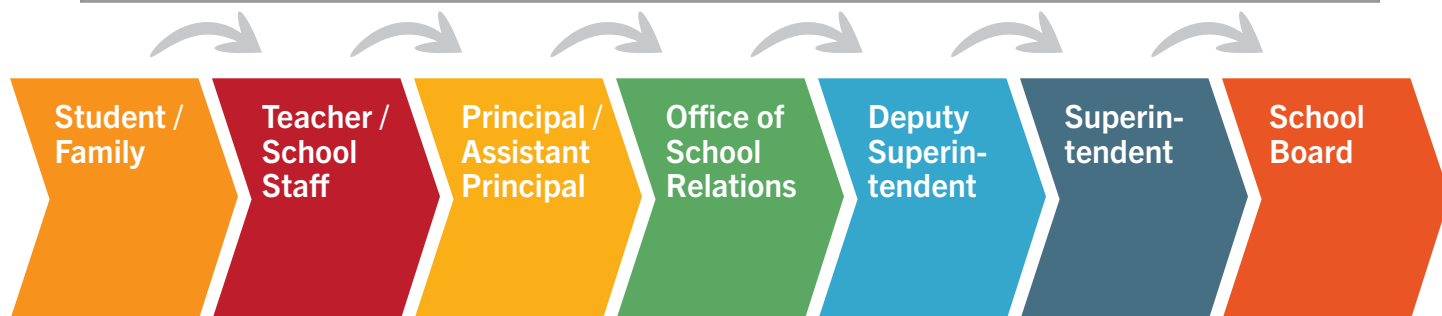 Student /
Family
Teacher /
School
Staff
Principal /
Assistant
Principal
Office of
School
Relations
Deputy
Superin-
tendent
Superin-
tendent
School
Board